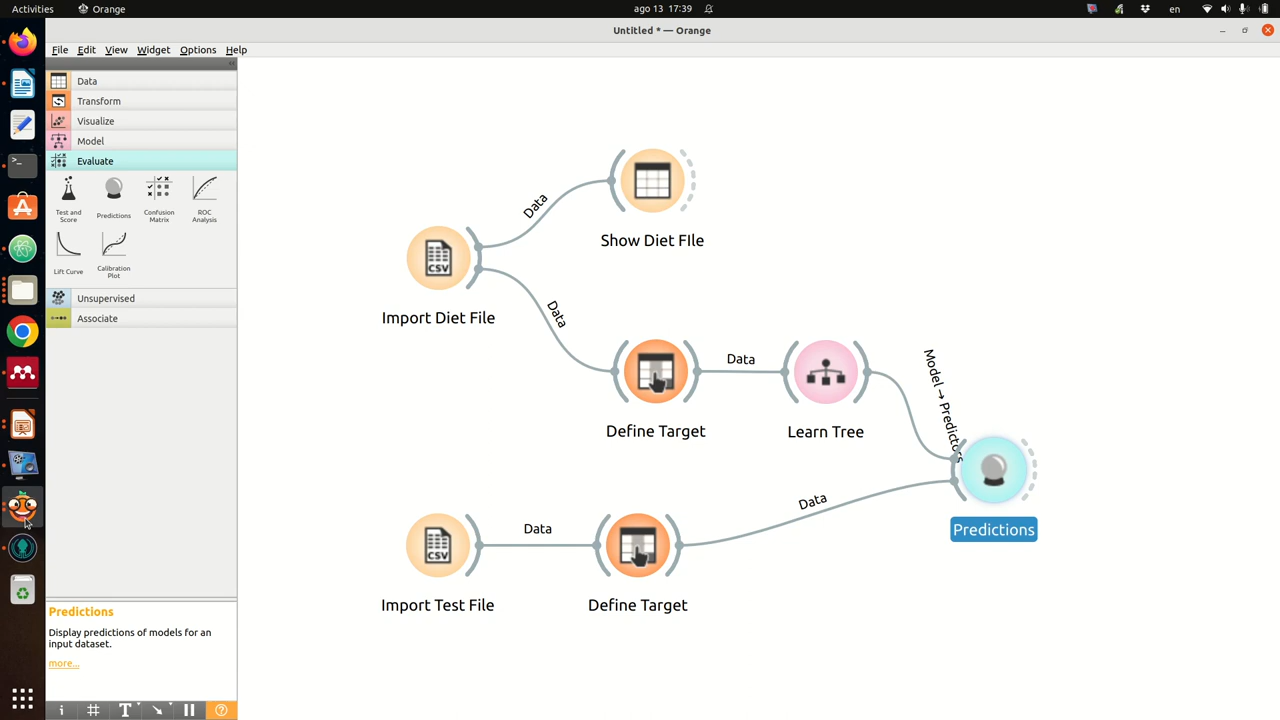 Activities
Orange
ago 13 17:39
en
Untitled * — Orange
File Edit View Widget Options Help
Data
Transform
Visualize
Model
Evaluate
Test and Score
Predictions
Confusion Matrix
ROC Analysis
Lift Curve
Calibration Plot
Unsupervised
Associate
Predictions
Display predictions of models for an
input dataset.
more...
Data
Show Diet FIle
CSV
Import Diet File
Data
Define Target
Data
Learn Tree
Model → Predictors
Predictions
CSV
Import Test File
Data
Define Target
Data